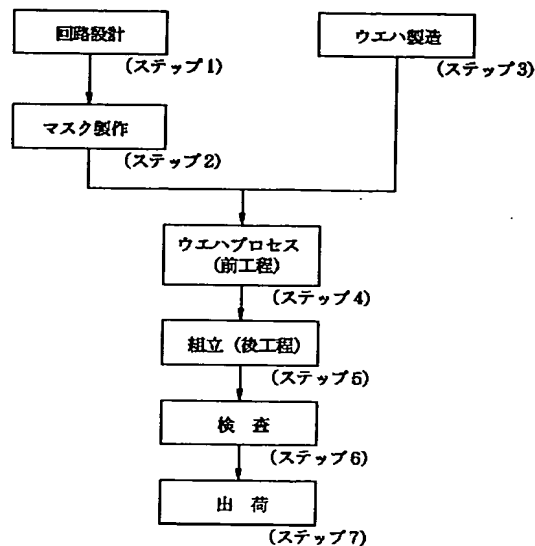 回路設計
(ステップ1)
ウエハ製造
(ステップ3)
マスク製作
(ステップ2)
ウエハプロセス
(前工程)
(ステップ4)
組立(後工程)
(ステップ5)
検 査
(ステップ6)
出 荷
(ステップ7)